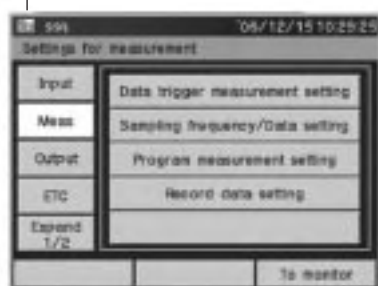 '06/12/15 10:29:25
Settings for measurement
Input
Meas
Output
ETC
Expand
1/2
Data trigger measurement setting
Sampling frequency/Data setting
Program measurement setting
Record data setting
To monitor